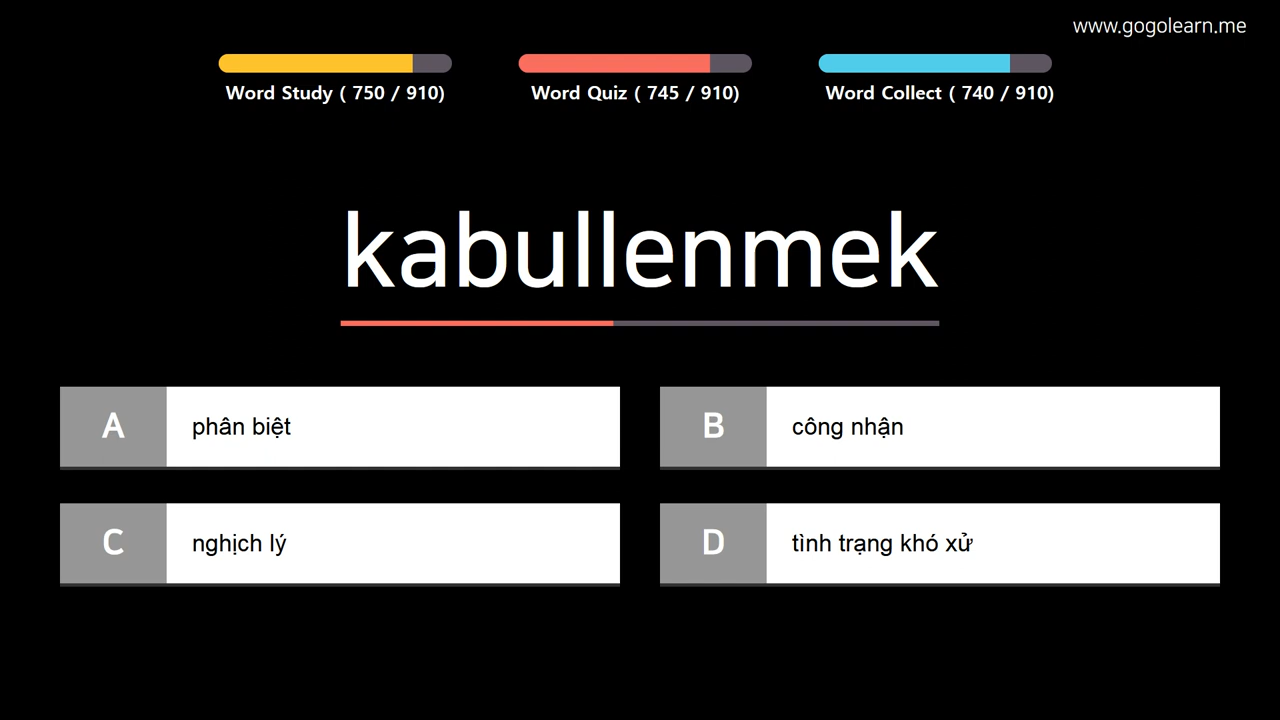 www.gogolearn.me
Word Study ( 750 / 910)
Word Quiz ( 745 / 910)
Word Collect ( 740 / 910)
kabullenmek
A phân biệt
B công nhận
C nghịch lý
D tình trạng khó xử